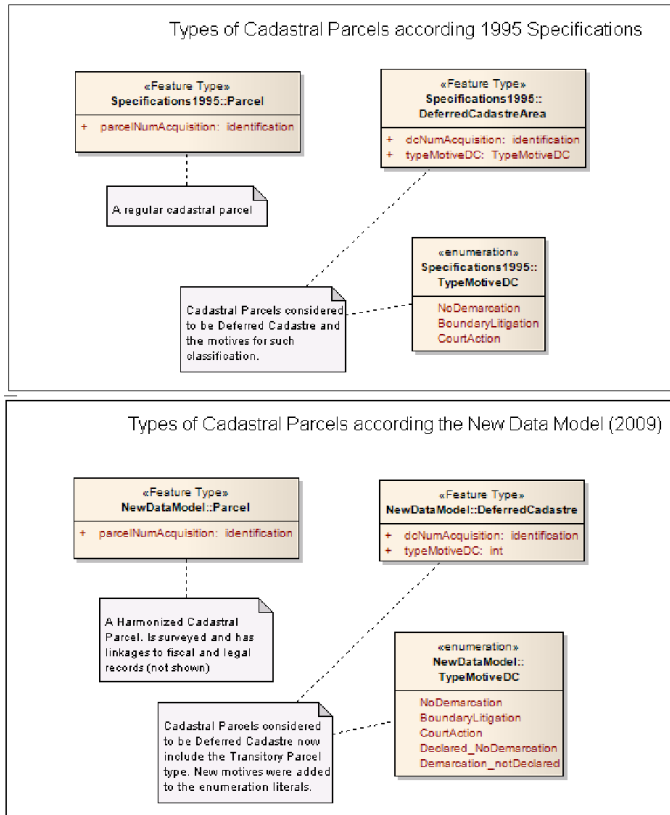 Types of Cadastral Parcels according 1995 Specifications
«Feature Type»
Specifications1995::Parcel
+ parcelNumAcquisition: identification
A regular cadastral parcel
«Feature Type»
Specifications1995::
DeferredCadastreArea
+ dcNumAcquisition: identification
+ typeMotiveDC: TypeMotiveDC
«enumeration»
Specifications1995::
TypeMotiveDC
NoDemarcation
BoundaryLitigation
CourtAction
Cadastral Parcels considered
to be Deferred Cadastre and
the motives for such
classification.
Types of Cadastral Parcels according the New Data Model (2009)
«Feature Type»
NewDataModel::Parcel
+ parcelNumAcquisition: identification
A Harmonized Cadastral
Parcel. Is surveyed and has
linkages to fiscal and legal
records (not shown)
«Feature Type»
NewDataModel::DeferredCadastre
+ dcNumAcquisition: identification
+ typeMotiveDC: int
«enumeration»
NewDataModel::
TypeMotiveDC
NoDemarcation
BoundaryLitigation
CourtAction
Declared_NoDemarcation
Demarcation_notDeclared
Cadastral Parcels considered
to be Deferred Cadastre now
include the Transitory Parcel
type. New motives were added
to the enumeration literals.